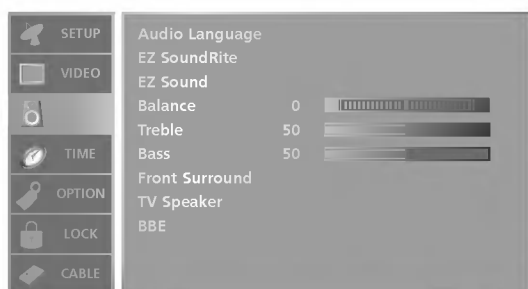 SETUP
VIDEO
TIME
OPTION
LOCK
CABLE
Audio Language
EZ SoundRite
EZ Sound
Balance 0
Treble 50
Bass 50
Front Surround
TV Speaker
BBE